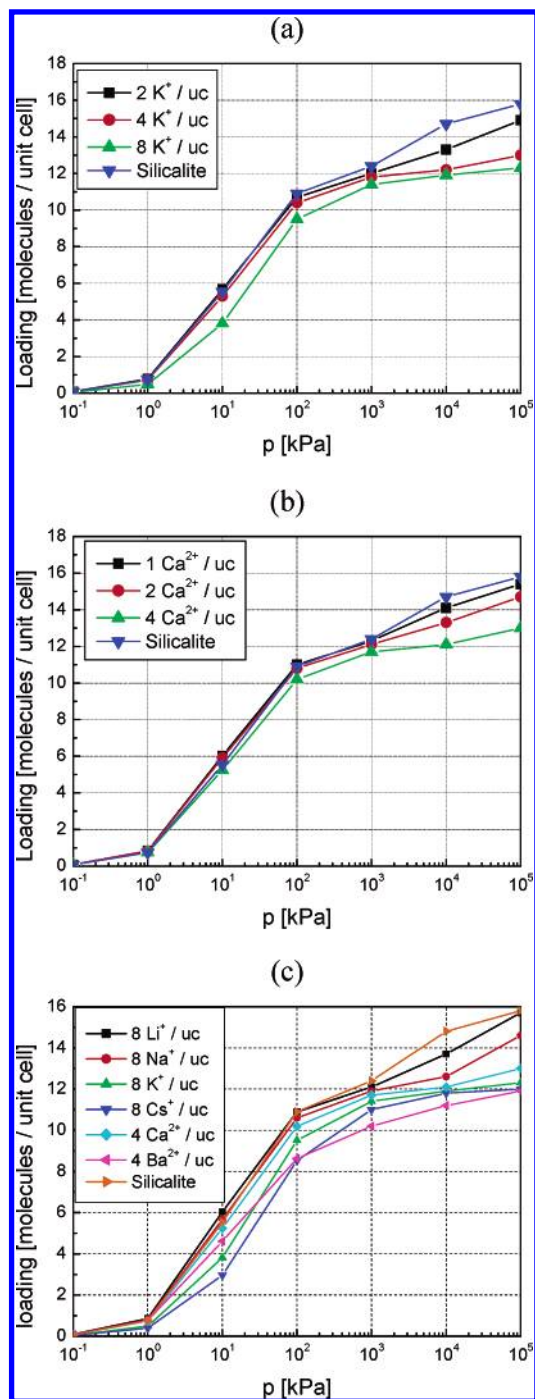 (a)
2 K⁺ / uc
4 K⁺ / uc
8 K⁺ / uc
Silicalite
Loading [molecules / unit cell]
18
16
14
12
10
8
6
4
2
0
10⁻¹ 10⁰ 10¹ 10² 10³ 10⁴ 10⁵
p [kPa]
(b)
1 Ca²⁺ / uc
2 Ca²⁺ / uc
4 Ca²⁺ / uc
Silicalite
Loading [molecules / unit cell]
18
16
14
12
10
8
6
4
2
0
10⁻¹ 10⁰ 10¹ 10² 10³ 10⁴ 10⁵
p [kPa]
(c)
8 Li⁺ / uc
8 Na⁺ / uc
8 K⁺ / uc
8 Cs⁺ / uc
4 Ca²⁺ / uc
4 Ba²⁺ / uc
Silicalite
loading [molecules / unit cell]
16
14
12
10
8
6
4
2
0
10⁻¹ 10⁰ 10¹ 10² 10³ 10⁴ 10⁵
p [kPa]